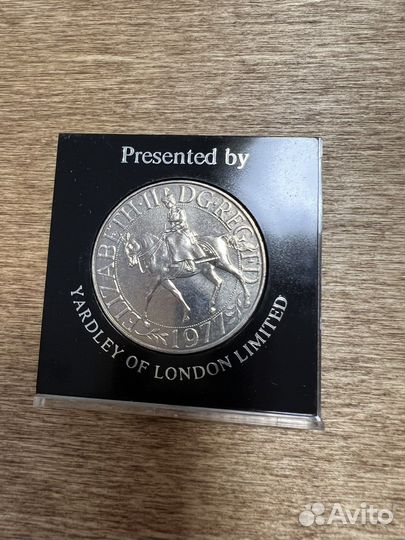 Presented by
ELIZABETH·II D·G·REG·F·D
1977
YARDLEY OF LONDON LIMITED
Avito